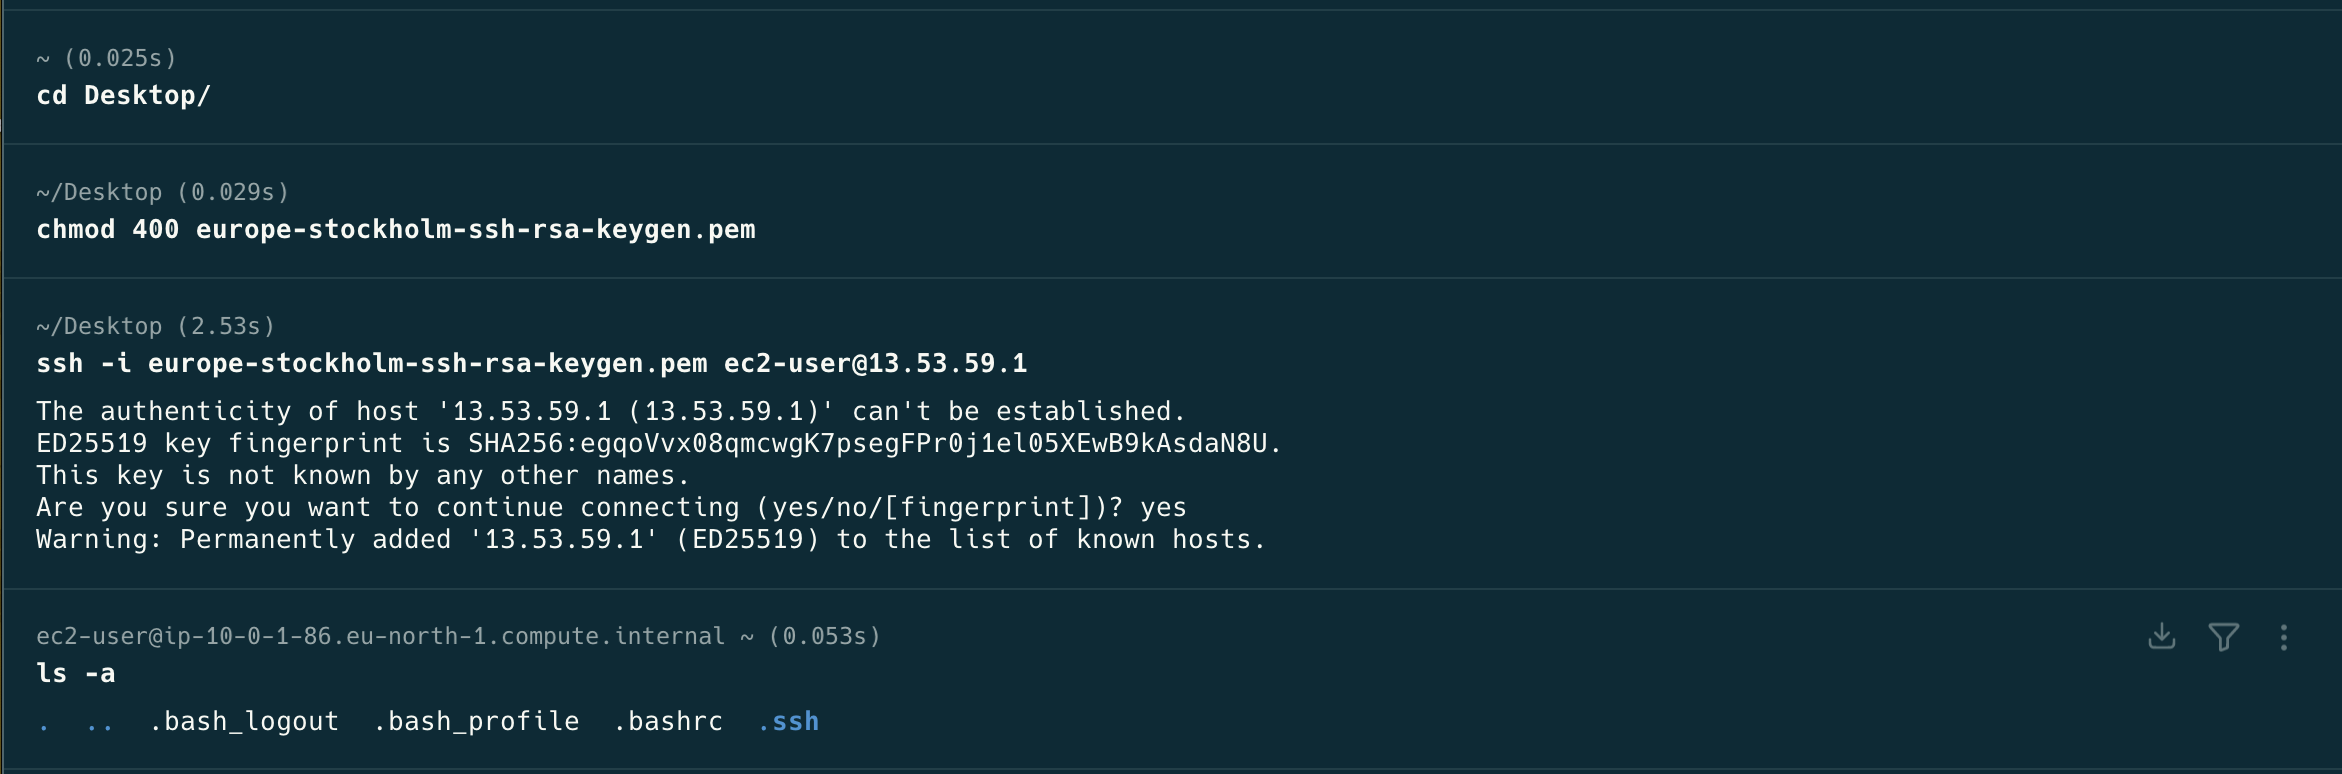 ~ (0.025s)
cd Desktop/
~/Desktop (0.029s)
chmod 400 europe-stockholm-ssh-rsa-keygen.pem
~/Desktop (2.53s)
ssh -i europe-stockholm-ssh-rsa-keygen.pem ec2-user@13.53.59.1
The authenticity of host '13.53.59.1 (13.53.59.1)' can't be established.
ED25519 key fingerprint is SHA256:egqoVvx08qmcwgK7psegFPr0j1el05XEwB9kAsdaN8U.
This key is not known by any other names.
Are you sure you want to continue connecting (yes/no/[fingerprint])? yes
Warning: Permanently added '13.53.59.1' (ED25519) to the list of known hosts.
ec2-user@ip-10-0-1-86.eu-north-1.compute.internal ~ (0.053s)
ls -a
.  ..  .bash_logout  .bash_profile  .bashrc  .ssh